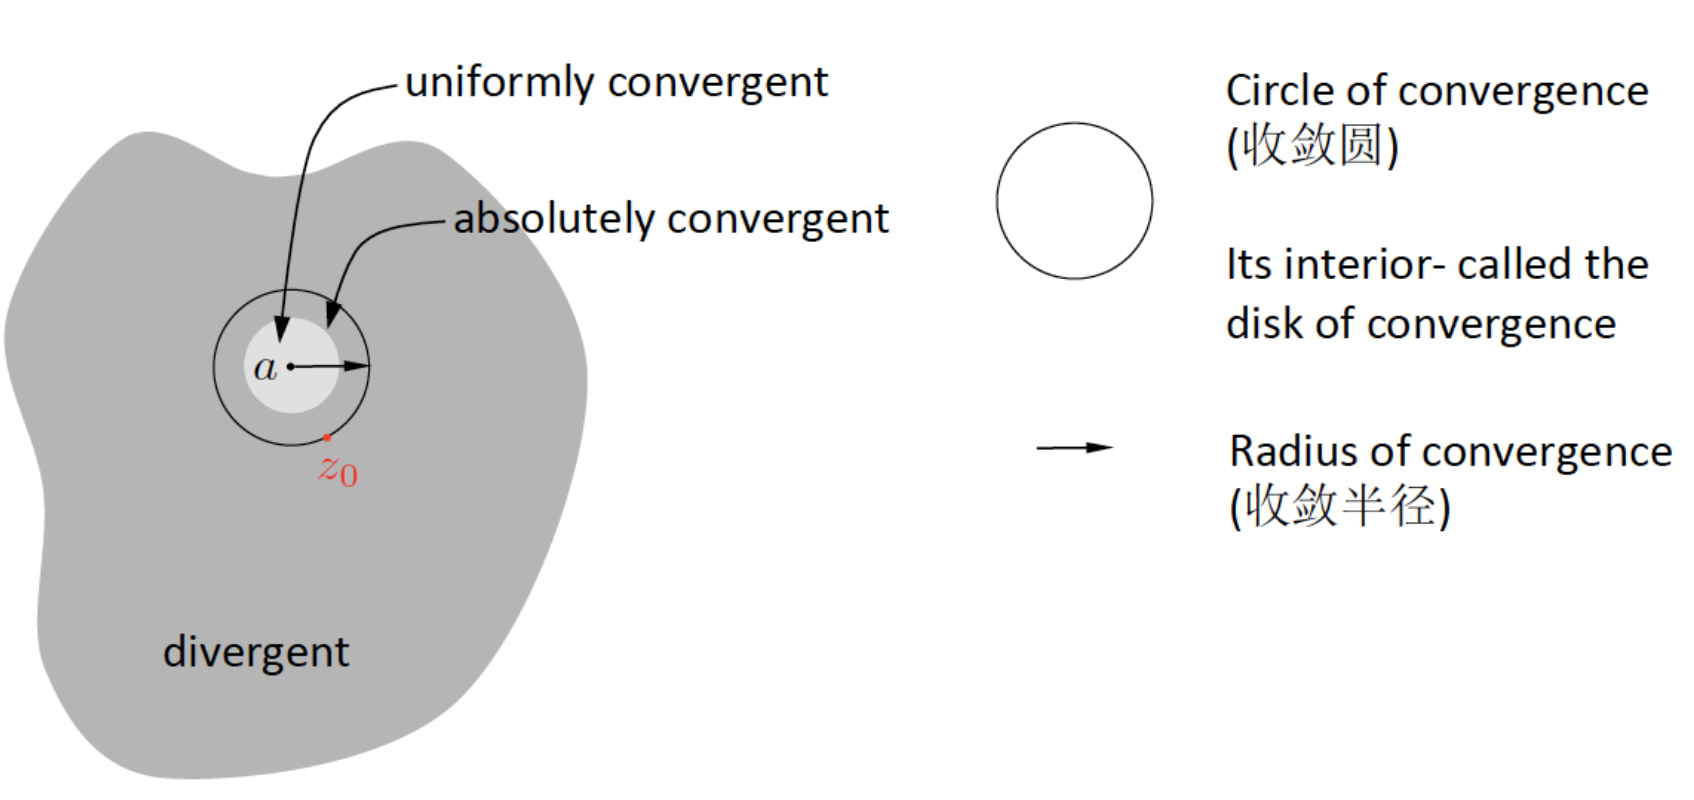 uniformly convergent
absolutely convergent
a
z₀
divergent
Circle of convergence
(收敛圆)
Its interior- called the
disk of convergence
Radius of convergence
(收敛半径)